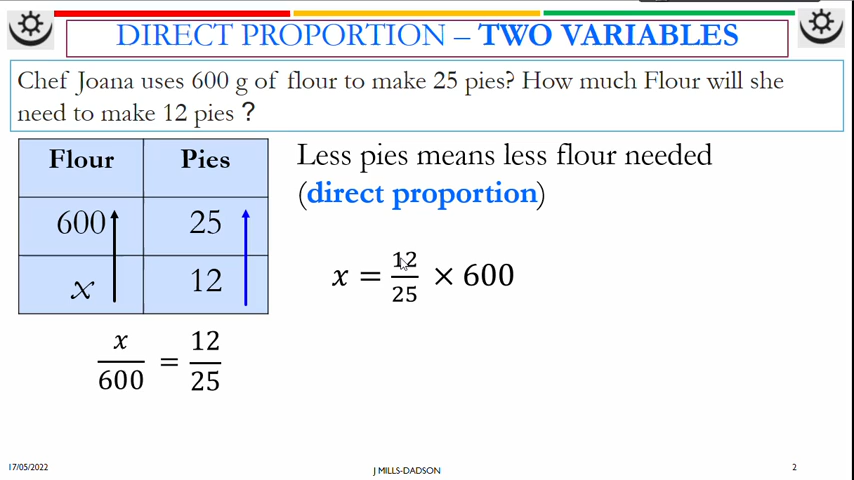 DIRECT PROPORTION – TWO VARIABLES
Chef Joana uses 600 g of flour to make 25 pies? How much Flour will she
need to make 12 pies ?
Flour Pies
600 25
x 12
x/600 = 12/25
Less pies means less flour needed
(direct proportion)
x = 12/25 × 600
17/05/2022
J MILLS-DADSON
2